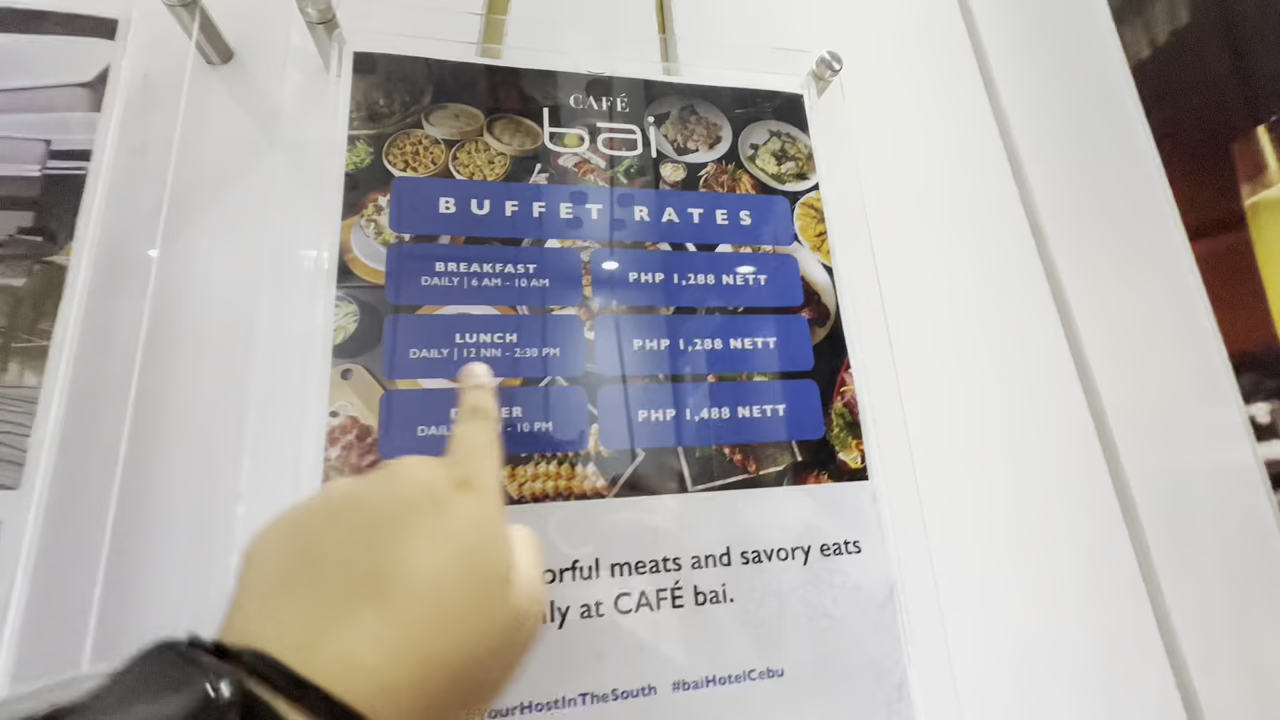 CAFÉ
bai
BUFFET RATES
BREAKFAST
DAILY | 6 AM - 10 AM
PHP 1,288 NETT
LUNCH
DAILY | 12 NN - 2:30 PM
PHP 1,288 NETT
- 10 PM
PHP 1,488 NETT
meats and savory eats
at CAFÉ bai.
#YourHostInTheSouth #baiHotelCebu